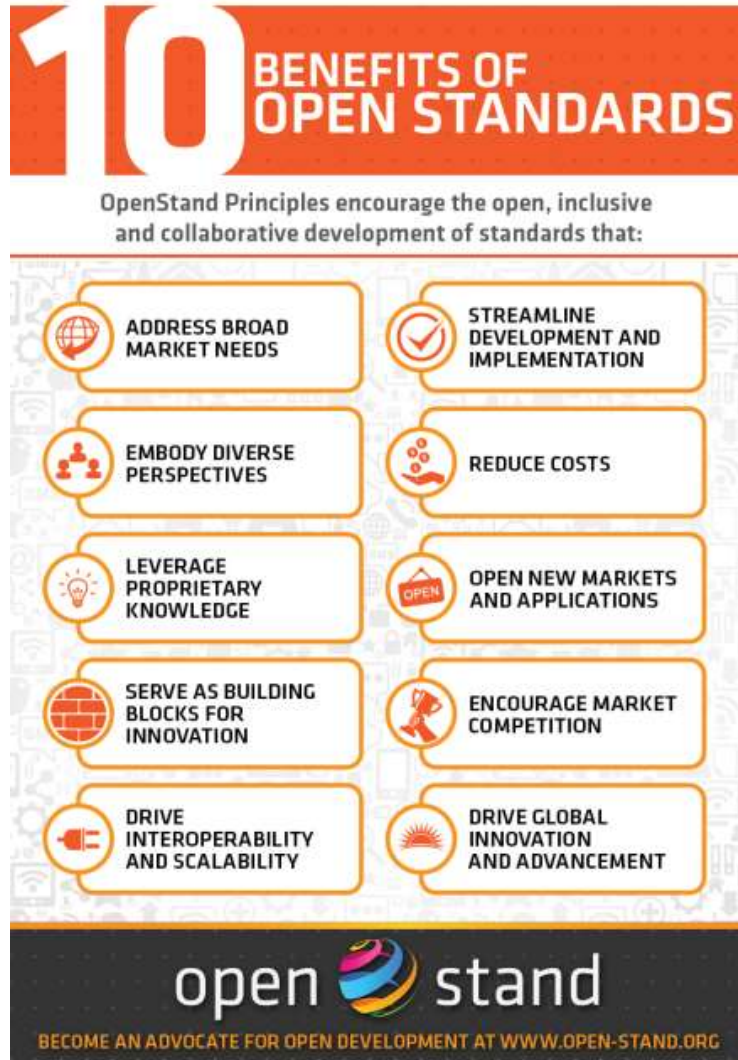 10
BENEFITS OF
OPEN STANDARDS
OpenStand Principles encourage the open, inclusive
and collaborative development of standards that:
ADDRESS BROAD
MARKET NEEDS
STREAMLINE
DEVELOPMENT AND
IMPLEMENTATION
EMBODY DIVERSE
PERSPECTIVES
REDUCE COSTS
LEVERAGE
PROPRIETARY
KNOWLEDGE
OPEN
OPEN NEW MARKETS
AND APPLICATIONS
SERVE AS BUILDING
BLOCKS FOR
INNOVATION
ENCOURAGE MARKET
COMPETITION
DRIVE
INTEROPERABILITY
AND SCALABILITY
DRIVE GLOBAL
INNOVATION
AND ADVANCEMENT
open stand
BECOME AN ADVOCATE FOR OPEN DEVELOPMENT AT WWW.OPEN-STAND.ORG